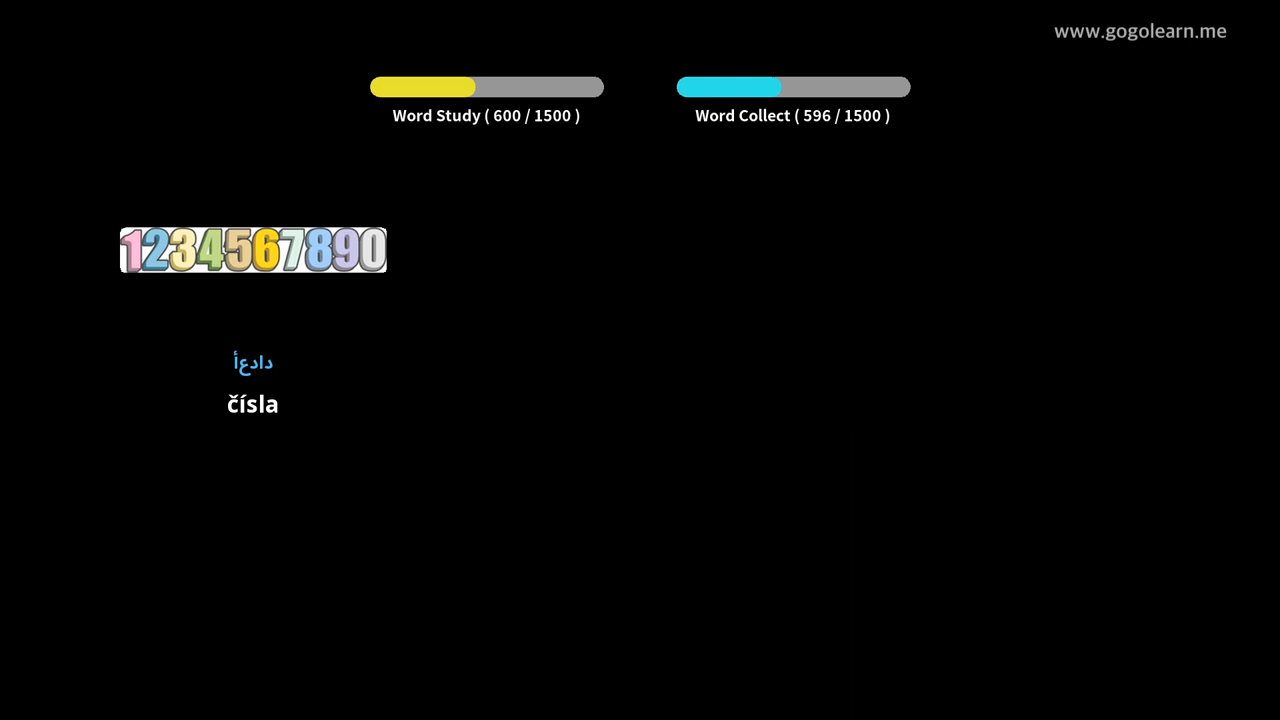 www.gogolearn.me
Word Study ( 600 / 1500 )
Word Collect ( 596 / 1500 )
1234567890
أعداد
čísla